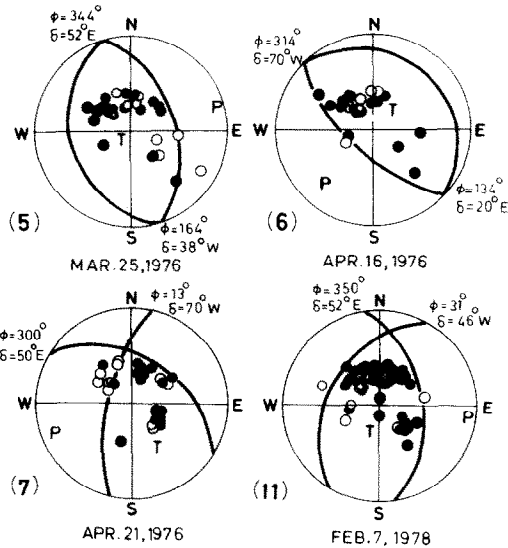 φ=344°
δ=52°E
N
W
E
P
T
S
φ=164°
δ=38°W
(5)
MAR.25,1976
φ=314°
δ=70°W
N
W
E
T
P
S
φ=134°
δ=20°E
(6)
APR.16,1976
φ=300°
δ=50°E
N
φ=13°
δ=70°W
W
E
P
T
S
(7)
APR.21,1976
φ=350°
δ=52°E
N
φ=31°
δ=46°W
W
E
T
P
S
(11)
FEB.7,1978